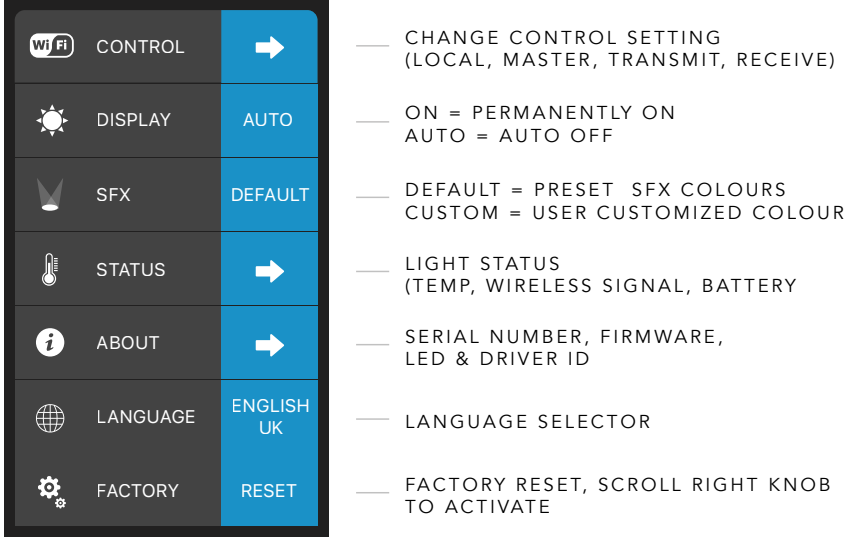 WiFi CONTROL
CHANGE CONTROL SETTING
(LOCAL, MASTER, TRANSMIT, RECEIVE)
DISPLAY AUTO
ON = PERMANENTLY ON
AUTO = AUTO OFF
SFX DEFAULT
DEFAULT = PRESET SFX COLOURS
CUSTOM = USER CUSTOMIZED COLOUR
STATUS
LIGHT STATUS
(TEMP, WIRELESS SIGNAL, BATTERY
i ABOUT
SERIAL NUMBER, FIRMWARE,
LED & DRIVER ID
LANGUAGE ENGLISH
UK
LANGUAGE SELECTOR
FACTORY RESET
FACTORY RESET, SCROLL RIGHT KNOB
TO ACTIVATE